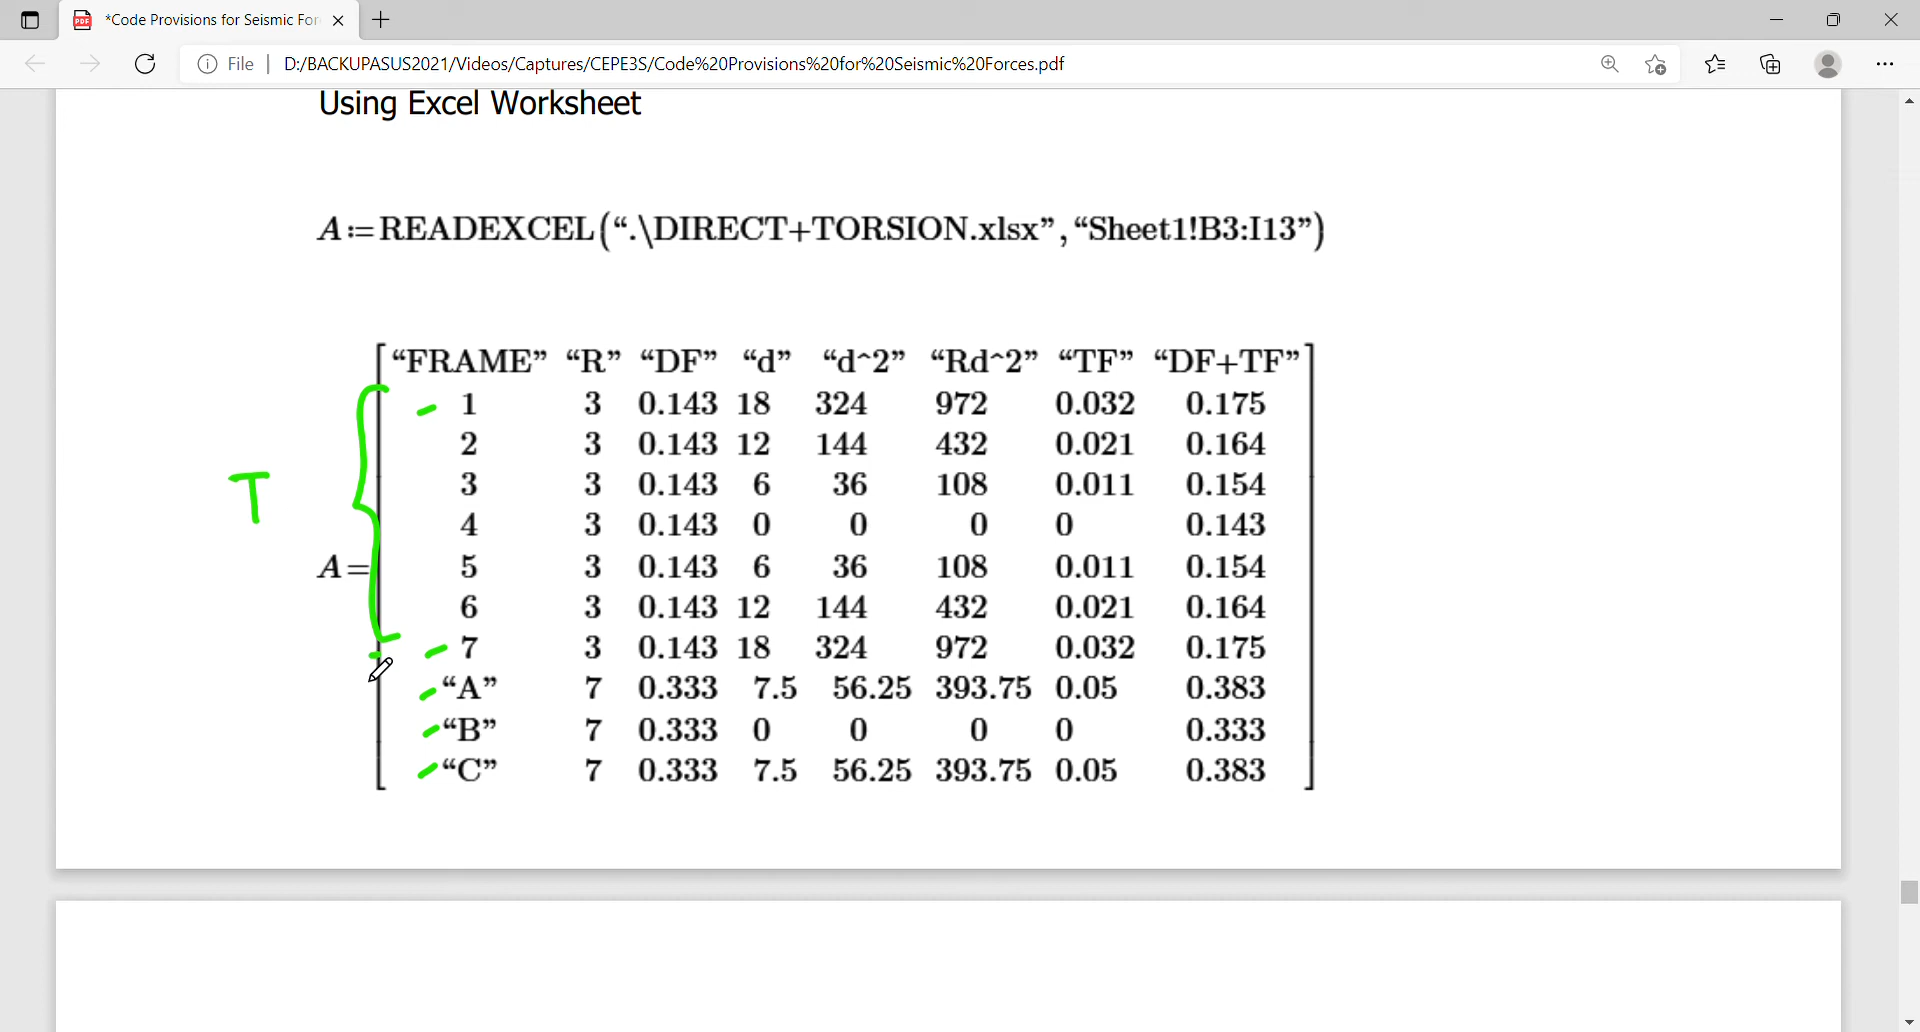 *Code Provisions for Seismic For
File | D:/BACKUPASUS2021/Videos/Captures/CEPE3S/Code%20Provisions%20for%20Seismic%20Forces.pdf
Using Excel Worksheet
A:=READEXCEL(“.\DIRECT+TORSION.xlsx”,“Sheet1!B3:I13”)
“FRAME” “R” “DF” “d” “d^2” “Rd^2” “TF” “DF+TF”
1 3 0.143 18 324 972 0.032 0.175
2 3 0.143 12 144 432 0.021 0.164
T 3 3 0.143 6 36 108 0.011 0.154
4 3 0.143 0 0 0 0 0.143
A= 5 3 0.143 6 36 108 0.011 0.154
6 3 0.143 12 144 432 0.021 0.164
7 3 0.143 18 324 972 0.032 0.175
“A” 7 0.333 7.5 56.25 393.75 0.05 0.383
“B” 7 0.333 0 0 0 0 0.333
“C” 7 0.333 7.5 56.25 393.75 0.05 0.383